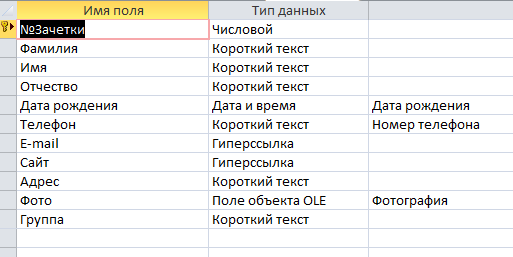 Имя поля Тип данных
№Зачетки Числовой
Фамилия Короткий текст
Имя Короткий текст
Отчество Короткий текст
Дата рождения Дата и время Дата рождения
Телефон Короткий текст Номер телефона
E-mail Гиперссылка
Сайт Гиперссылка
Адрес Короткий текст
Фото Поле объекта OLE Фотография
Группа Короткий текст